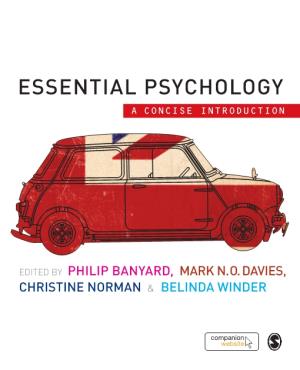 ESSENTIAL PSYCHOLOGY
A CONCISE INTRODUCTION
EDITED BY PHILIP BANYARD, MARK N.O. DAVIES,
CHRISTINE NORMAN & BELINDA WINDER
companion
website
S